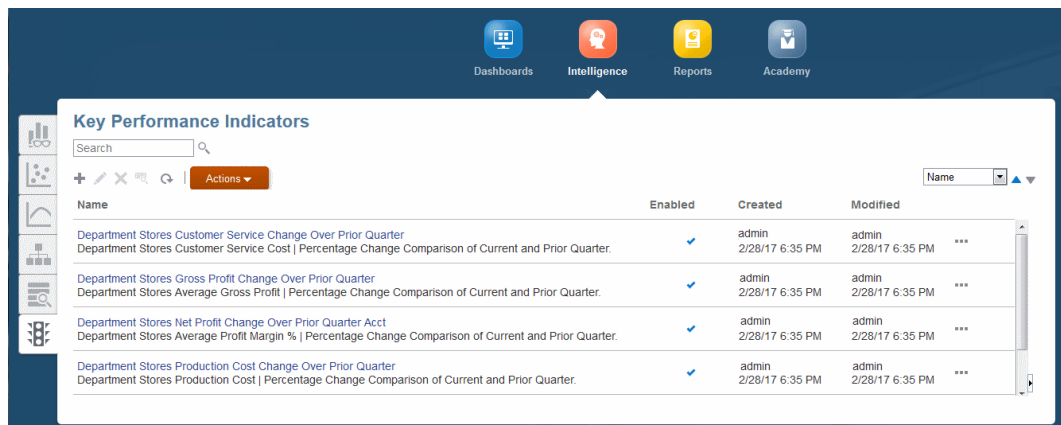 Dashboards Intelligence Reports Academy
Key Performance Indicators
Search
Actions
Name
Name Enabled Created Modified
Department Stores Customer Service Change Over Prior Quarter admin admin
Department Stores Customer Service Cost | Percentage Change Comparison of Current and Prior Quarter. 2/28/17 6:35 PM 2/28/17 6:35 PM
Department Stores Gross Profit Change Over Prior Quarter admin admin
Department Stores Average Gross Profit | Percentage Change Comparison of Current and Prior Quarter. 2/28/17 6:35 PM 2/28/17 6:35 PM
Department Stores Net Profit Change Over Prior Quarter Acct admin admin
Department Stores Average Profit Margin % | Percentage Change Comparison of Current and Prior Quarter. 2/28/17 6:35 PM 2/28/17 6:35 PM
Department Stores Production Cost Change Over Prior Quarter admin admin
Department Stores Production Cost | Percentage Change Comparison of Current and Prior Quarter. 2/28/17 6:35 PM 2/28/17 6:35 PM